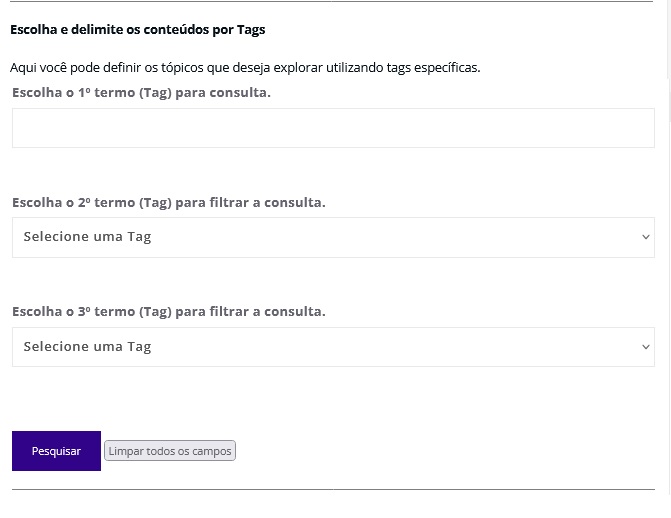 Escolha e delimite os conteúdos por Tags
Aqui você pode definir os tópicos que deseja explorar utilizando tags específicas.
Escolha o 1º termo (Tag) para consulta.
Escolha o 2º termo (Tag) para filtrar a consulta.
Selecione uma Tag
Escolha o 3º termo (Tag) para filtrar a consulta.
Selecione uma Tag
Pesquisar Limpar todos os campos